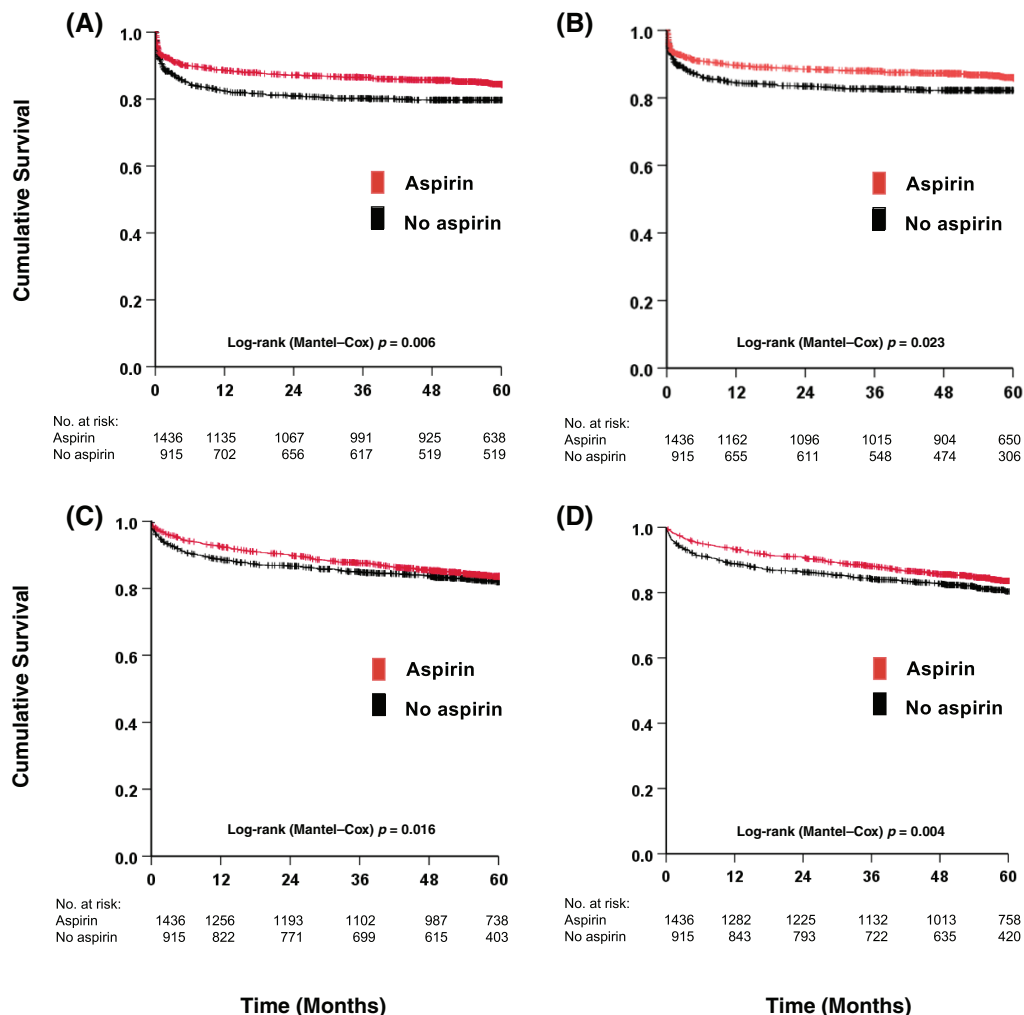 (A)
Cumulative Survival
1.0
0.8
0.6
0.4
0.2
0.0
Aspirin
No aspirin
Log-rank (Mantel–Cox) p = 0.006
0 12 24 36 48 60
No. at risk:
Aspirin 1436 1135 1067 991 925 638
No aspirin 915 702 656 617 519 519
(B)
1.0
0.8
0.6
0.4
0.2
0.0
Aspirin
No aspirin
Log-rank (Mantel–Cox) p = 0.023
0 12 24 36 48 60
No. at risk:
Aspirin 1436 1162 1096 1015 904 650
No aspirin 915 655 611 548 474 306
(C)
Cumulative Survival
1.0
0.8
0.6
0.4
0.2
0.0
Aspirin
No aspirin
Log-rank (Mantel–Cox) p = 0.016
0 12 24 36 48 60
No. at risk:
Aspirin 1436 1256 1193 1102 987 738
No aspirin 915 822 771 699 615 403
Time (Months)
(D)
1.0
0.8
0.6
0.4
0.2
0.0
Aspirin
No aspirin
Log-rank (Mantel–Cox) p = 0.004
0 12 24 36 48 60
No. at risk:
Aspirin 1436 1282 1225 1132 1013 758
No aspirin 915 843 793 722 635 420
Time (Months)